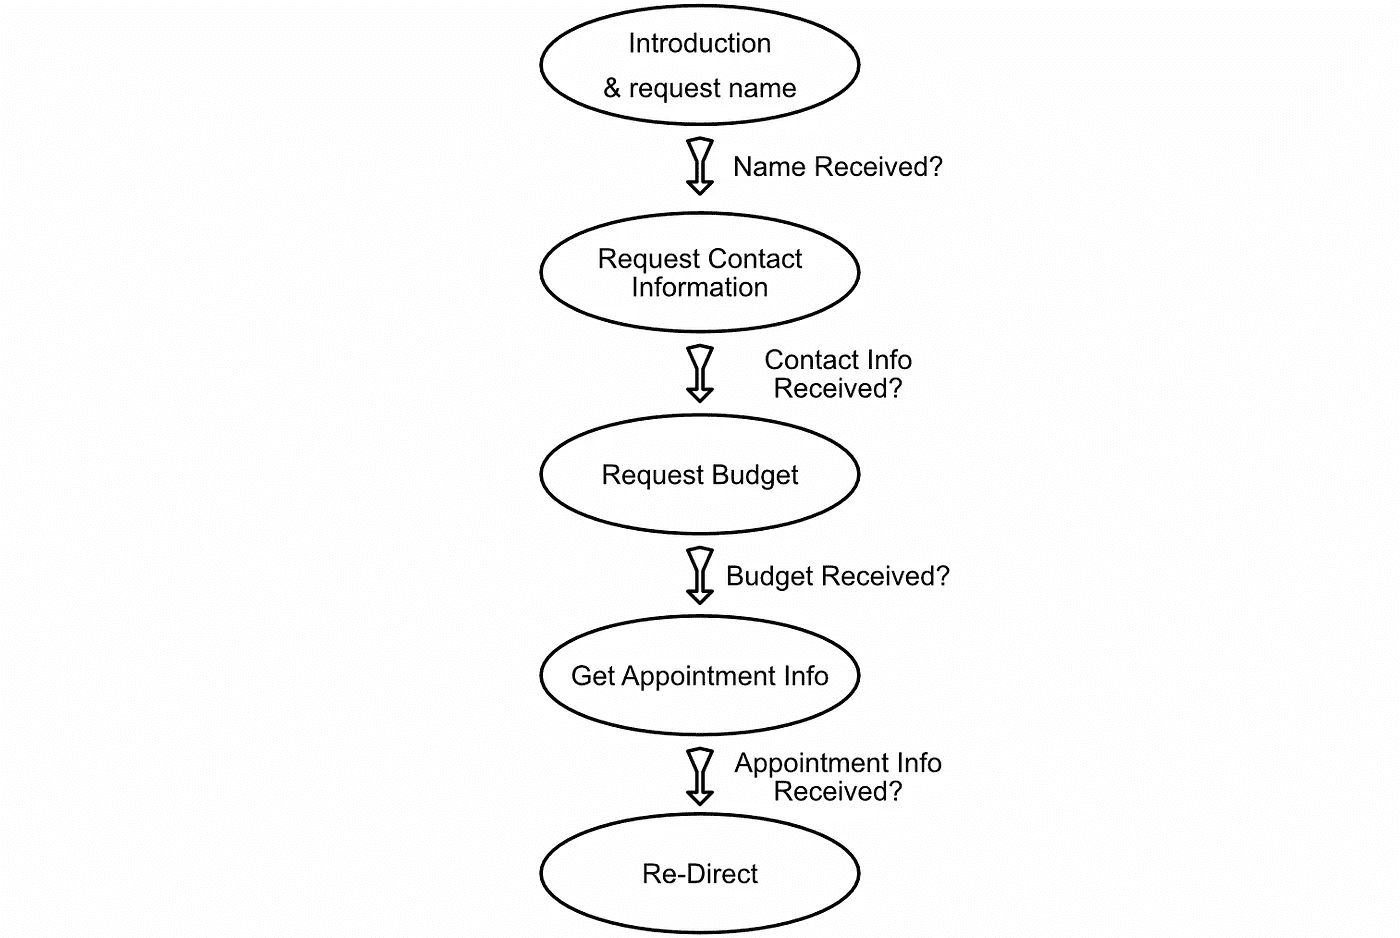 Introduction
& request name
Name Received?
Request Contact
Information
Contact Info
Received?
Request Budget
Budget Received?
Get Appointment Info
Appointment Info
Received?
Re-Direct